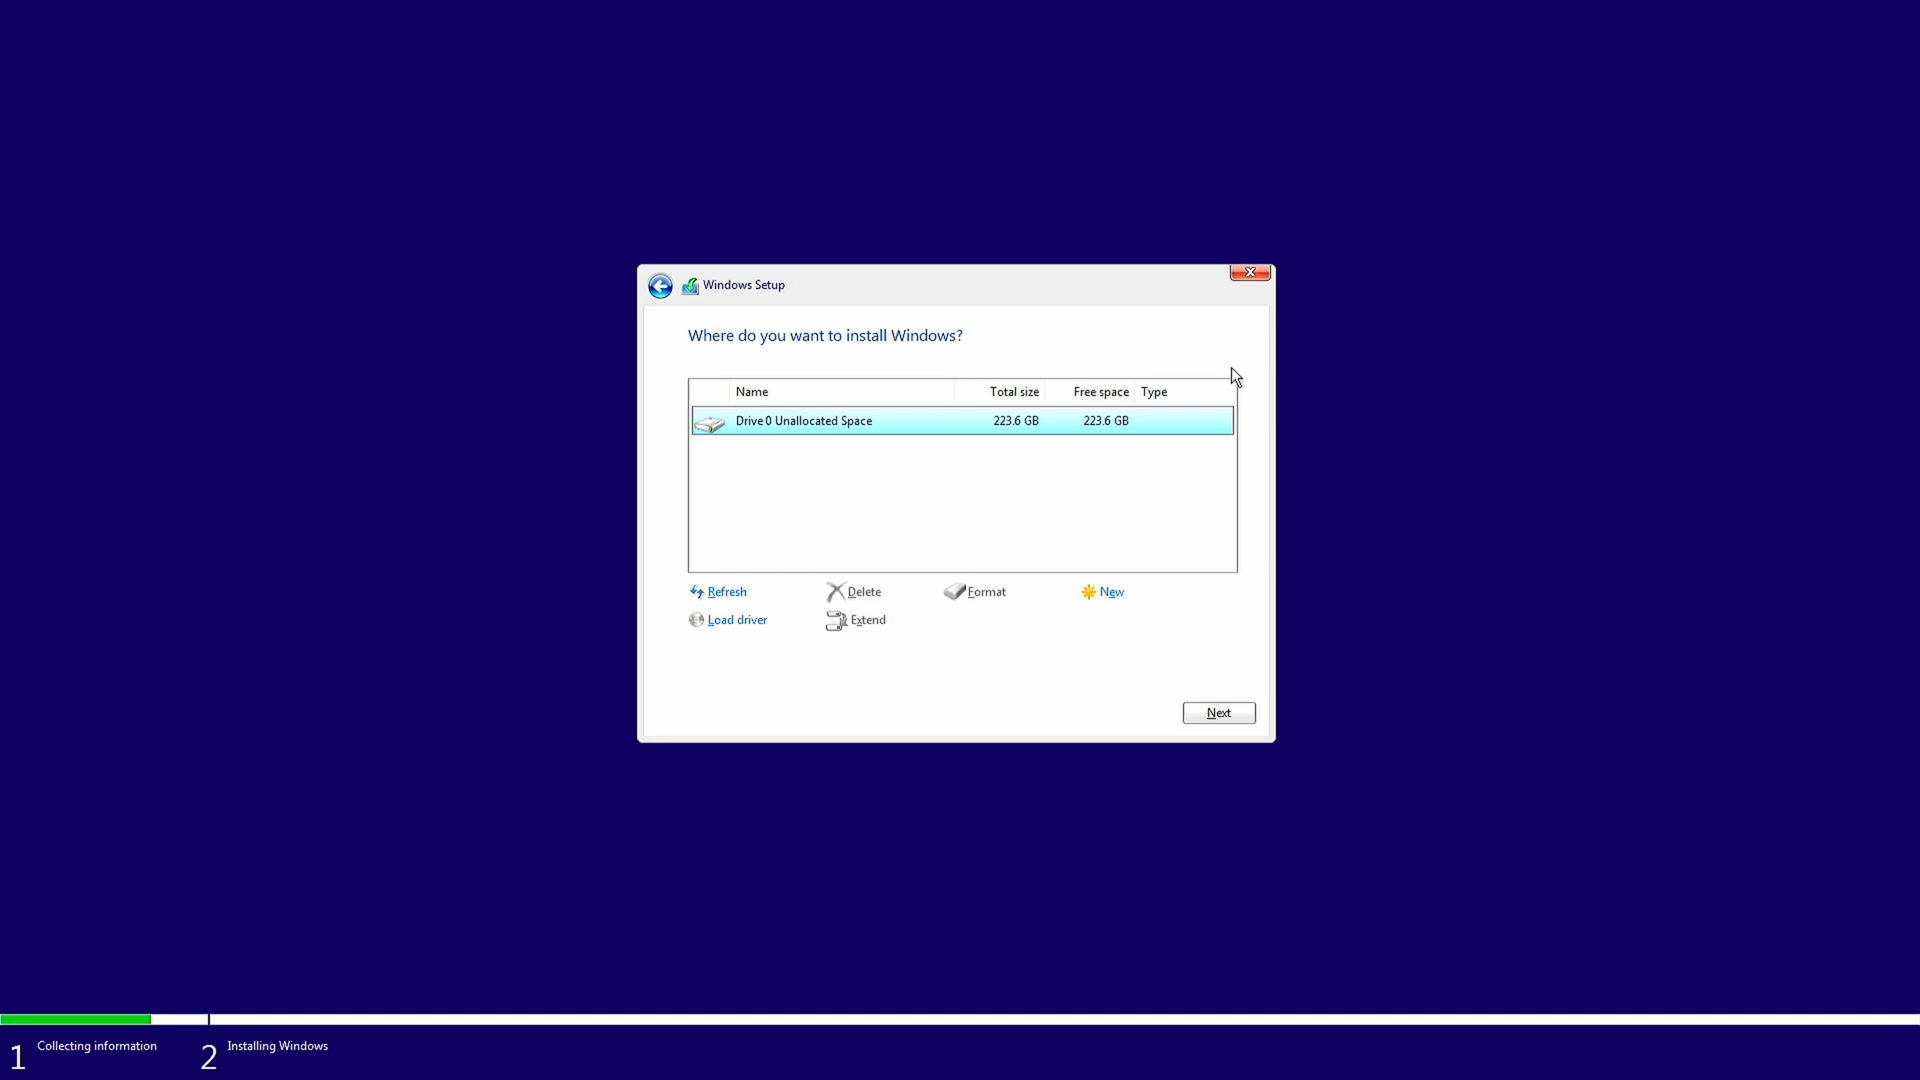 Windows Setup
Where do you want to install Windows?
Name Total size Free space Type
Drive 0 Unallocated Space 223.6 GB 223.6 GB
Refresh Delete Format New
Load driver Extend
Next
1 Collecting information 2 Installing Windows